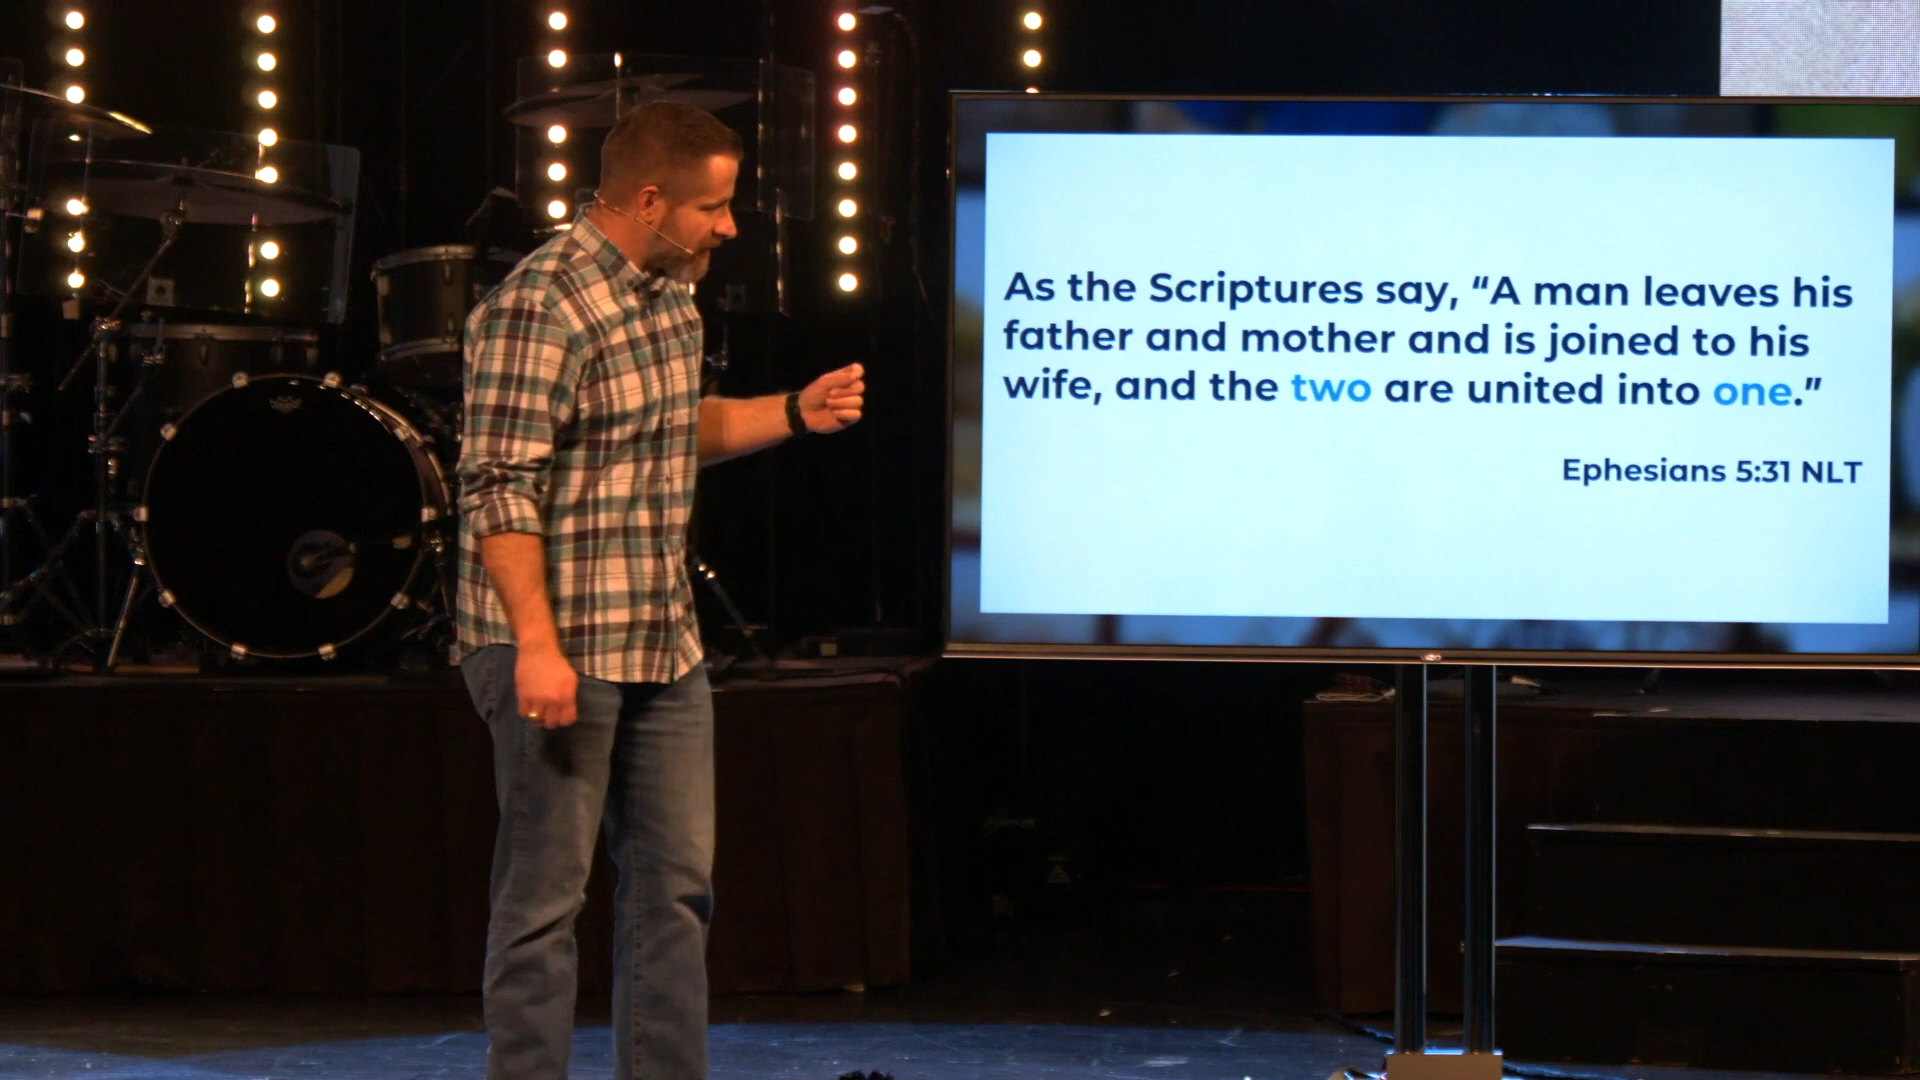 As the Scriptures say, “A man leaves his
father and mother and is joined to his
wife, and the two are united into one.”
Ephesians 5:31 NLT